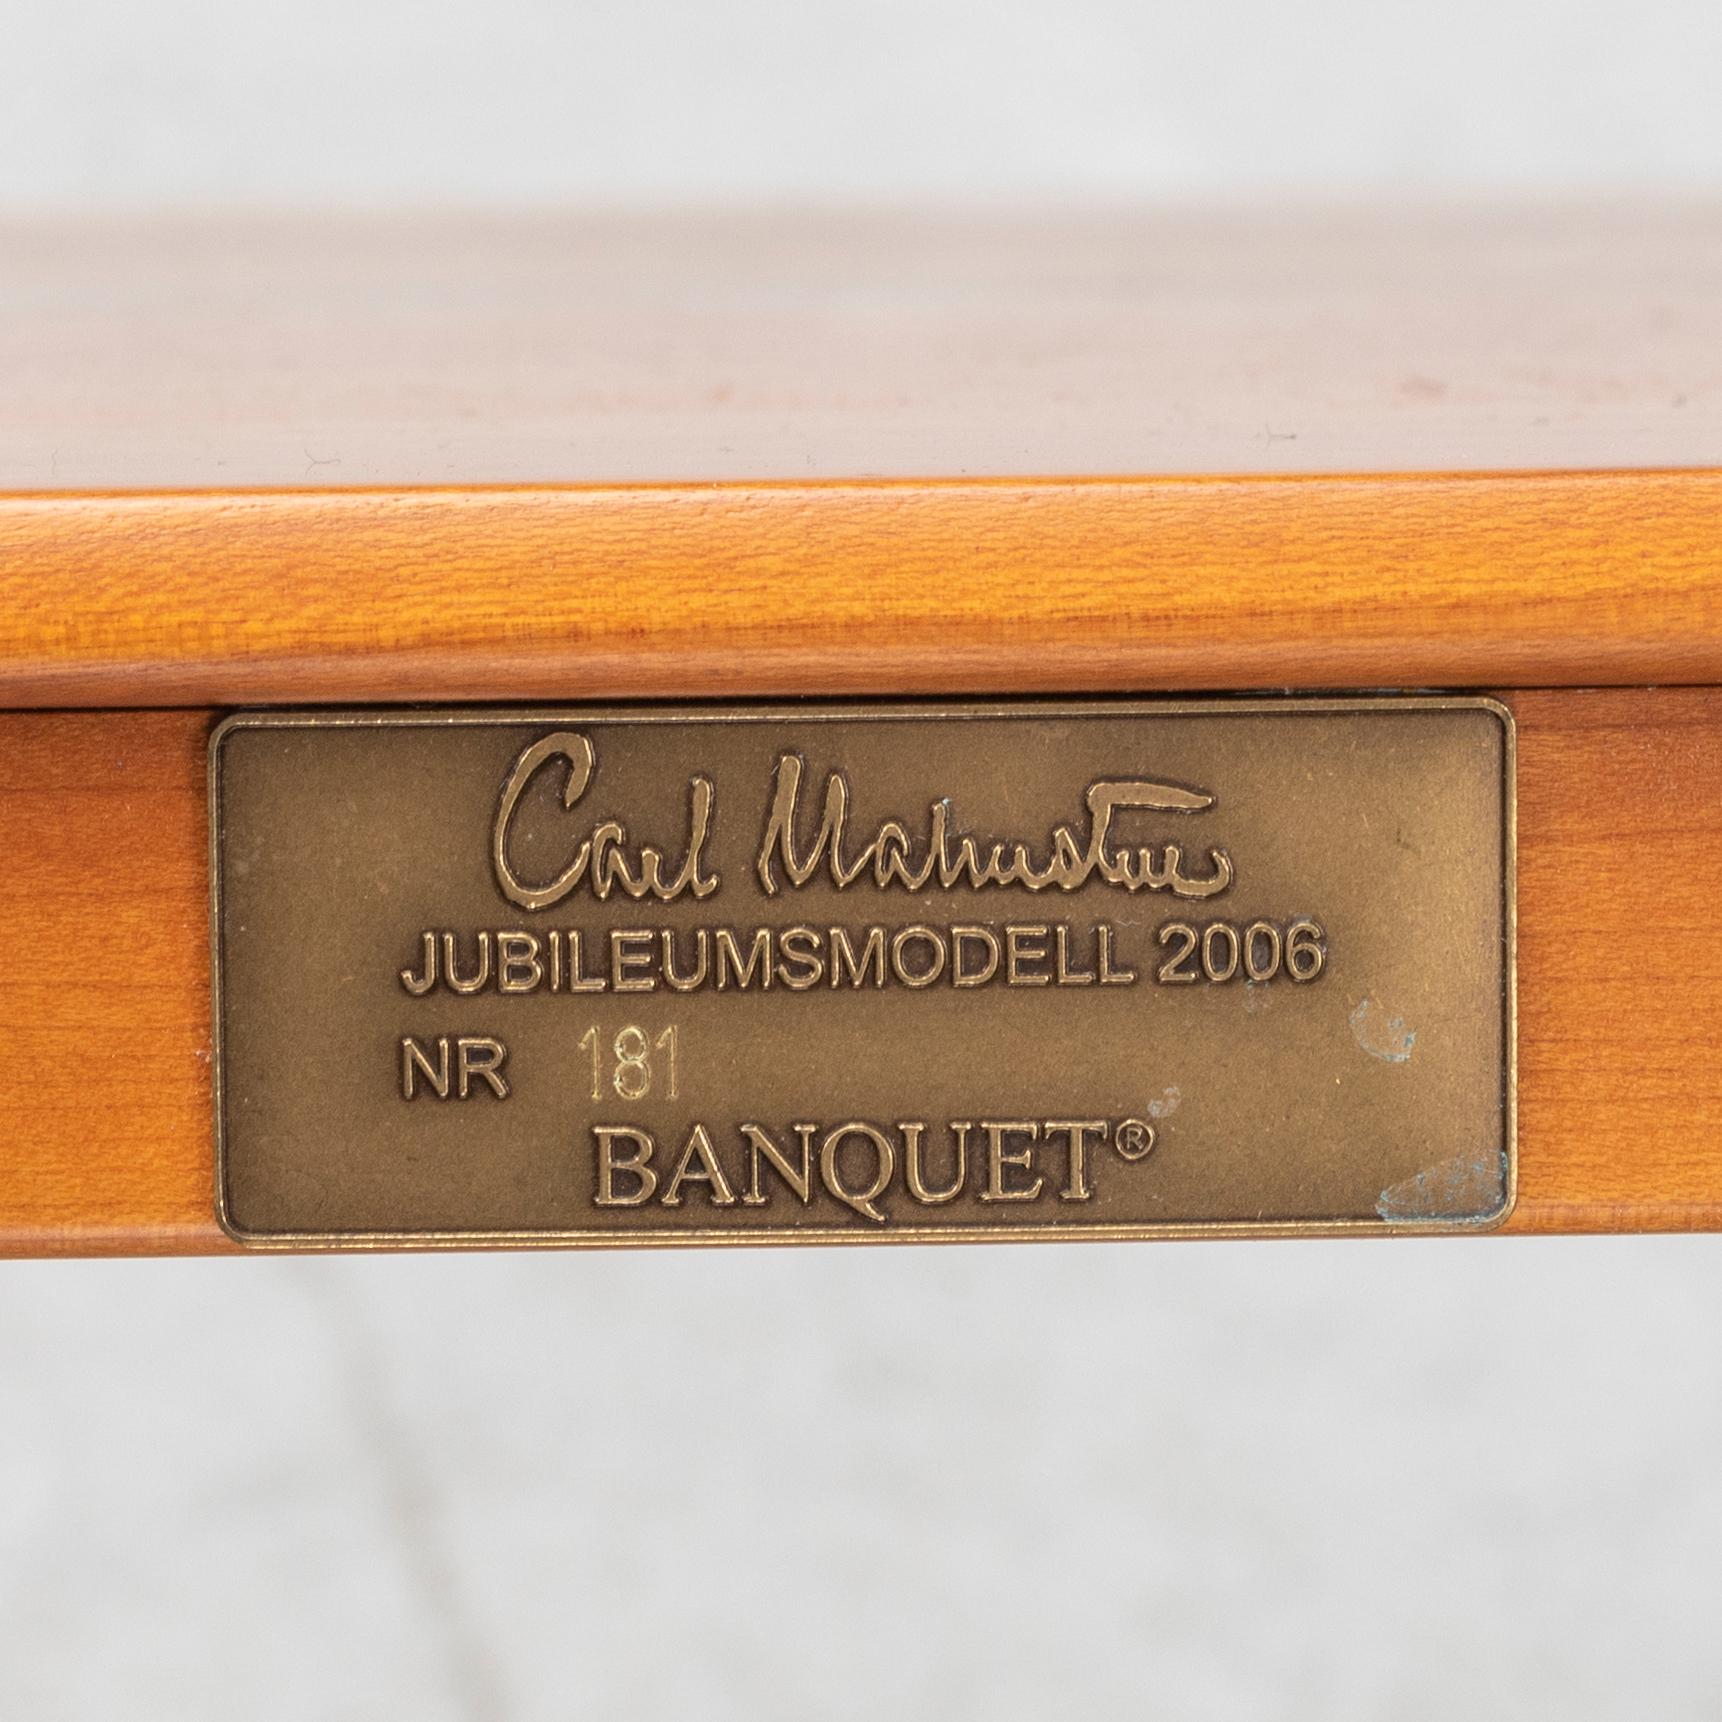 Carl Malmsten
JUBILEUMSMODELL 2006
NR 181
BANQUET®